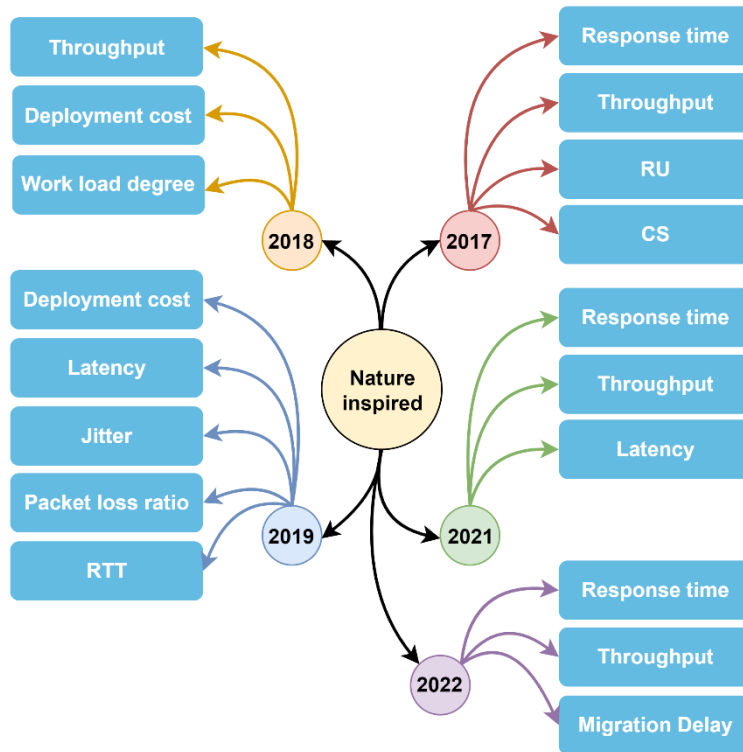 Throughput
Deployment cost
Work load degree
2018
Response time
Throughput
RU
CS
2017
Nature
inspired
Deployment cost
Latency
Jitter
Packet loss ratio
RTT
2019
Response time
Throughput
Latency
2021
Response time
Throughput
Migration Delay
2022